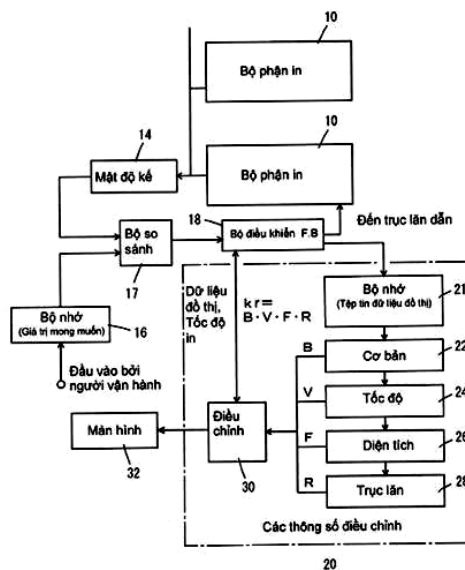 10
Bộ phận in
10
14
Bộ phận in
Mật độ kế
18
Đến trục lăn dẫn
Bộ so
sánh
Bộ điều khiển F.B
17
21
Bộ nhớ
(Tệp tin dữ liệu đồ thị)
Dữ liệu
đồ thị,
Tốc độ
in
kr=
B·V·F·R
Bộ nhớ
(Giá trị mong muốn)
16
22
B
Cơ bản
Đầu vào bởi
người vận hành
24
V
Tốc độ
Màn hình
32
Điều
chỉnh
30
26
F
Diện tích
28
R
Trục lăn
Các thông số điều chỉnh
20